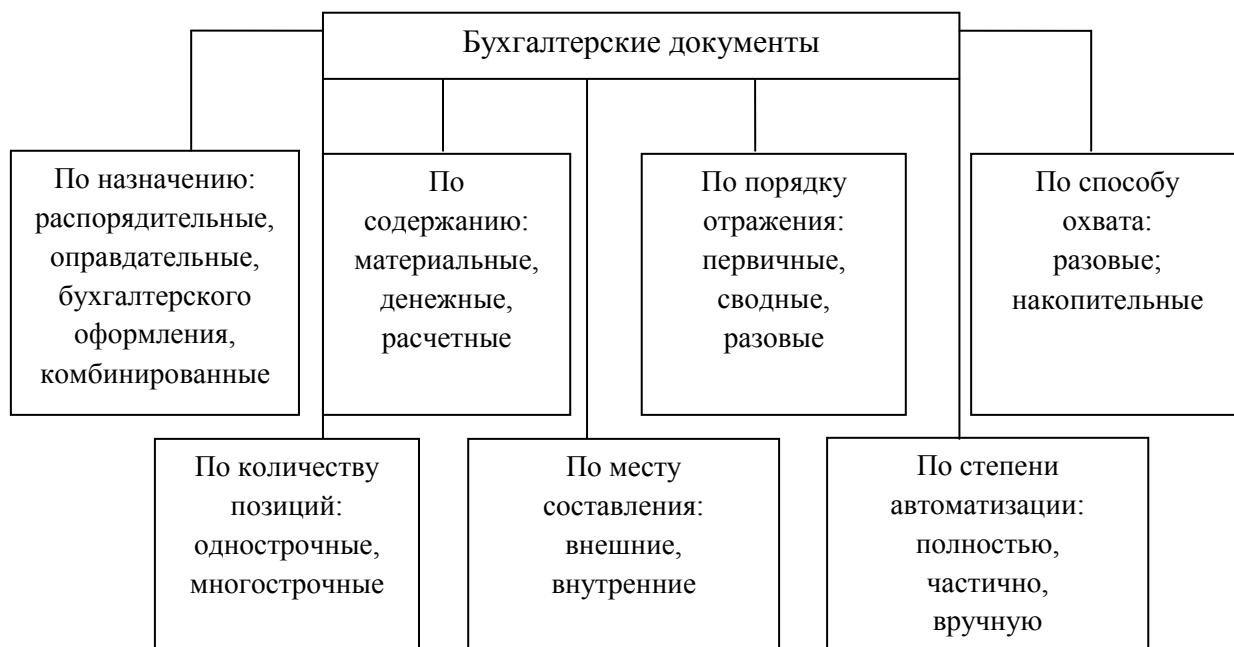 Бухгалтерские документы
По назначению:
распорядительные,
оправдательные,
бухгалтерского
оформления,
комбинированные
По
содержанию:
материальные,
денежные,
расчетные
По порядку
отражения:
первичные,
сводные,
разовые
По способу
охвата:
разовые;
накопительные
По количеству
позиций:
однострочные,
многострочные
По месту
составления:
внешние,
внутренние
По степени
автоматизации:
полностью,
частично,
вручную